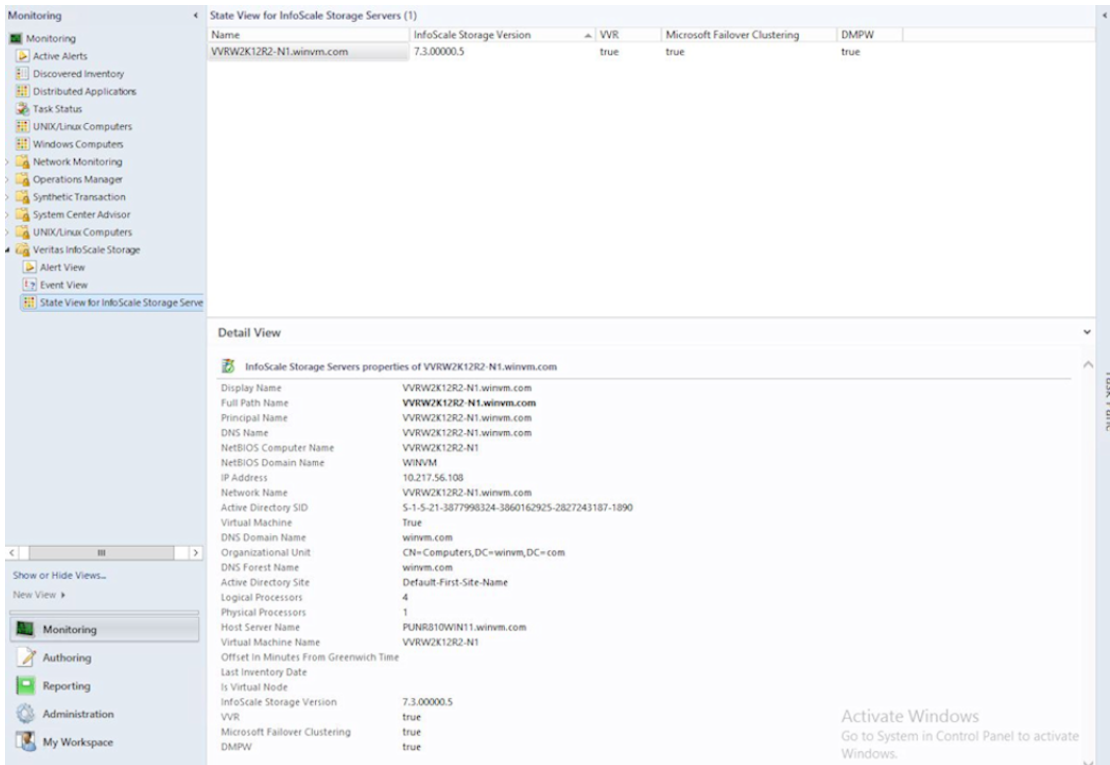 Monitoring
Monitoring
Active Alerts
Discovered Inventory
Distributed Applications
Task Status
UNIX/Linux Computers
Windows Computers
Network Monitoring
Operations Manager
Synthetic Transaction
System Center Advisor
UNIX/Linux Computers
Veritas InfoScale Storage
Alert View
Event View
State View for InfoScale Storage Serve
Show or Hide Views...
New View
Monitoring
Authoring
Reporting
Administration
My Workspace
State View for InfoScale Storage Servers (1)
Name InfoScale Storage Version VVR Microsoft Failover Clustering DMPW
VVRW2K12R2-N1.winvm.com 7.3.00000.5 true true true
Detail View
InfoScale Storage Servers properties of VVRW2K12R2-N1.winvm.com
Display Name VVRW2K12R2-N1.winvm.com
Full Path Name VVRW2K12R2-N1.winvm.com
Principal Name VVRW2K12R2-N1.winvm.com
DNS Name VVRW2K12R2-N1.winvm.com
NetBIOS Computer Name VVRW2K12R2-N1
NetBIOS Domain Name WINVM
IP Address 10.217.56.108
Network Name VVRW2K12R2-N1.winvm.com
Active Directory SID S-1-5-21-3877998324-3860162925-2827243187-1890
Virtual Machine True
DNS Domain Name winvm.com
Organizational Unit CN=Computers,DC=winvm,DC=com
DNS Forest Name winvm.com
Active Directory Site Default-First-Site-Name
Logical Processors 4
Physical Processors 1
Host Server Name PUNR810WIN11.winvm.com
Virtual Machine Name VVRW2K12R2-N1
Offset In Minutes From Greenwich Time
Last Inventory Date
Is Virtual Node
InfoScale Storage Version 7.3.00000.5
VVR true
Microsoft Failover Clustering true
DMPW true
Activate Windows
Go to System in Control Panel to activate
Windows.